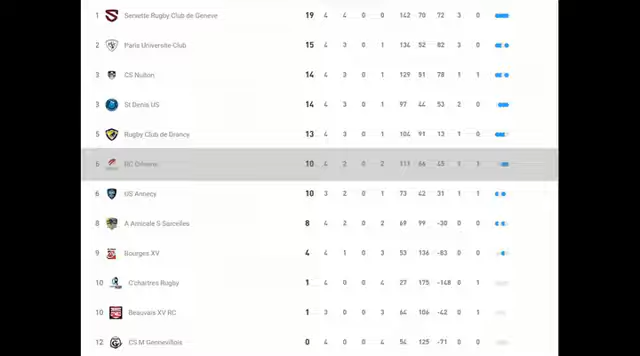 1 Servette Rugby Club de Geneve 19 4 4 0 0 142 70 72 3 0
2 Paris Universite Club 15 4 3 0 1 134 52 82 3 0
3 CS Nuiton 14 4 3 0 1 129 51 78 1 1
3 St Denis US 14 4 3 0 1 97 44 53 2 0
5 Rugby Club de Drancy 13 4 3 0 1 104 91 13 1 0
5 RC Orleans 10 4 2 0 2 111 66 45 1 1
6 US Annecy 10 3 2 0 1 73 42 31 1 1
8 A Amicale S Sarcelles 8 4 2 0 2 69 99 -30 0 0
9 Bourges XV 4 4 1 0 3 53 136 -83 0 0
10 C'chartres Rugby 1 4 0 0 4 27 175 -148 0 1
10 Beauvais XV RC 1 3 0 0 3 64 106 -42 0 1
12 CS M Gennevillois 0 4 0 0 4 54 125 -71 0 0